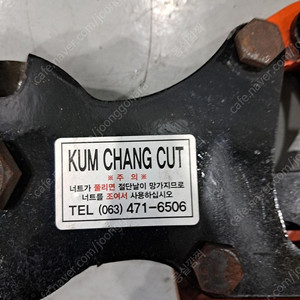 KUM CHANG CUT
※주 의※
너트가 풀리면 절단날이 망가지므로
너트를 조여서 사용하십시오
TEL (063) 471-6506